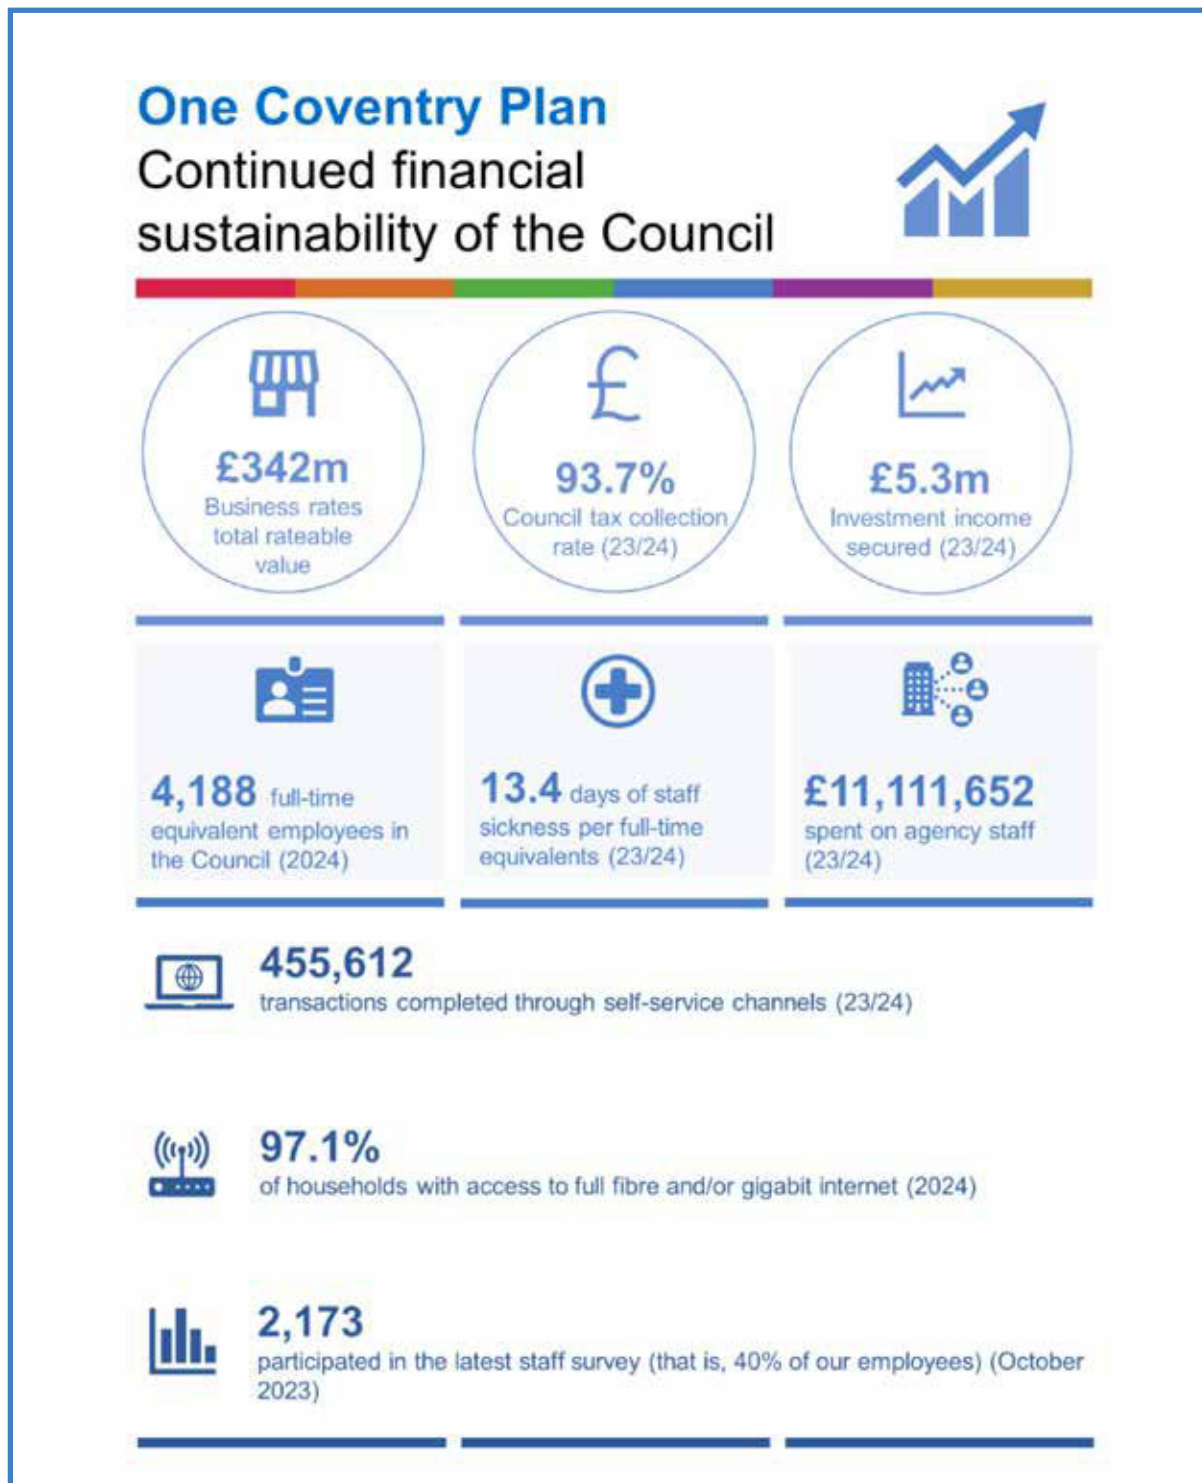 One Coventry Plan
Continued financial
sustainability of the Council
£342m
Business rates
total rateable
value
93.7%
Council tax collection
rate (23/24)
£5.3m
Investment income
secured (23/24)
4,188 full-time
equivalent employees in
the Council (2024)
13.4 days of staff
sickness per full-time
equivalents (23/24)
£11,111,652
spent on agency staff
(23/24)
455,612
transactions completed through self-service channels (23/24)
97.1%
of households with access to full fibre and/or gigabit internet (2024)
2,173
participated in the latest staff survey (that is, 40% of our employees) (October
2023)